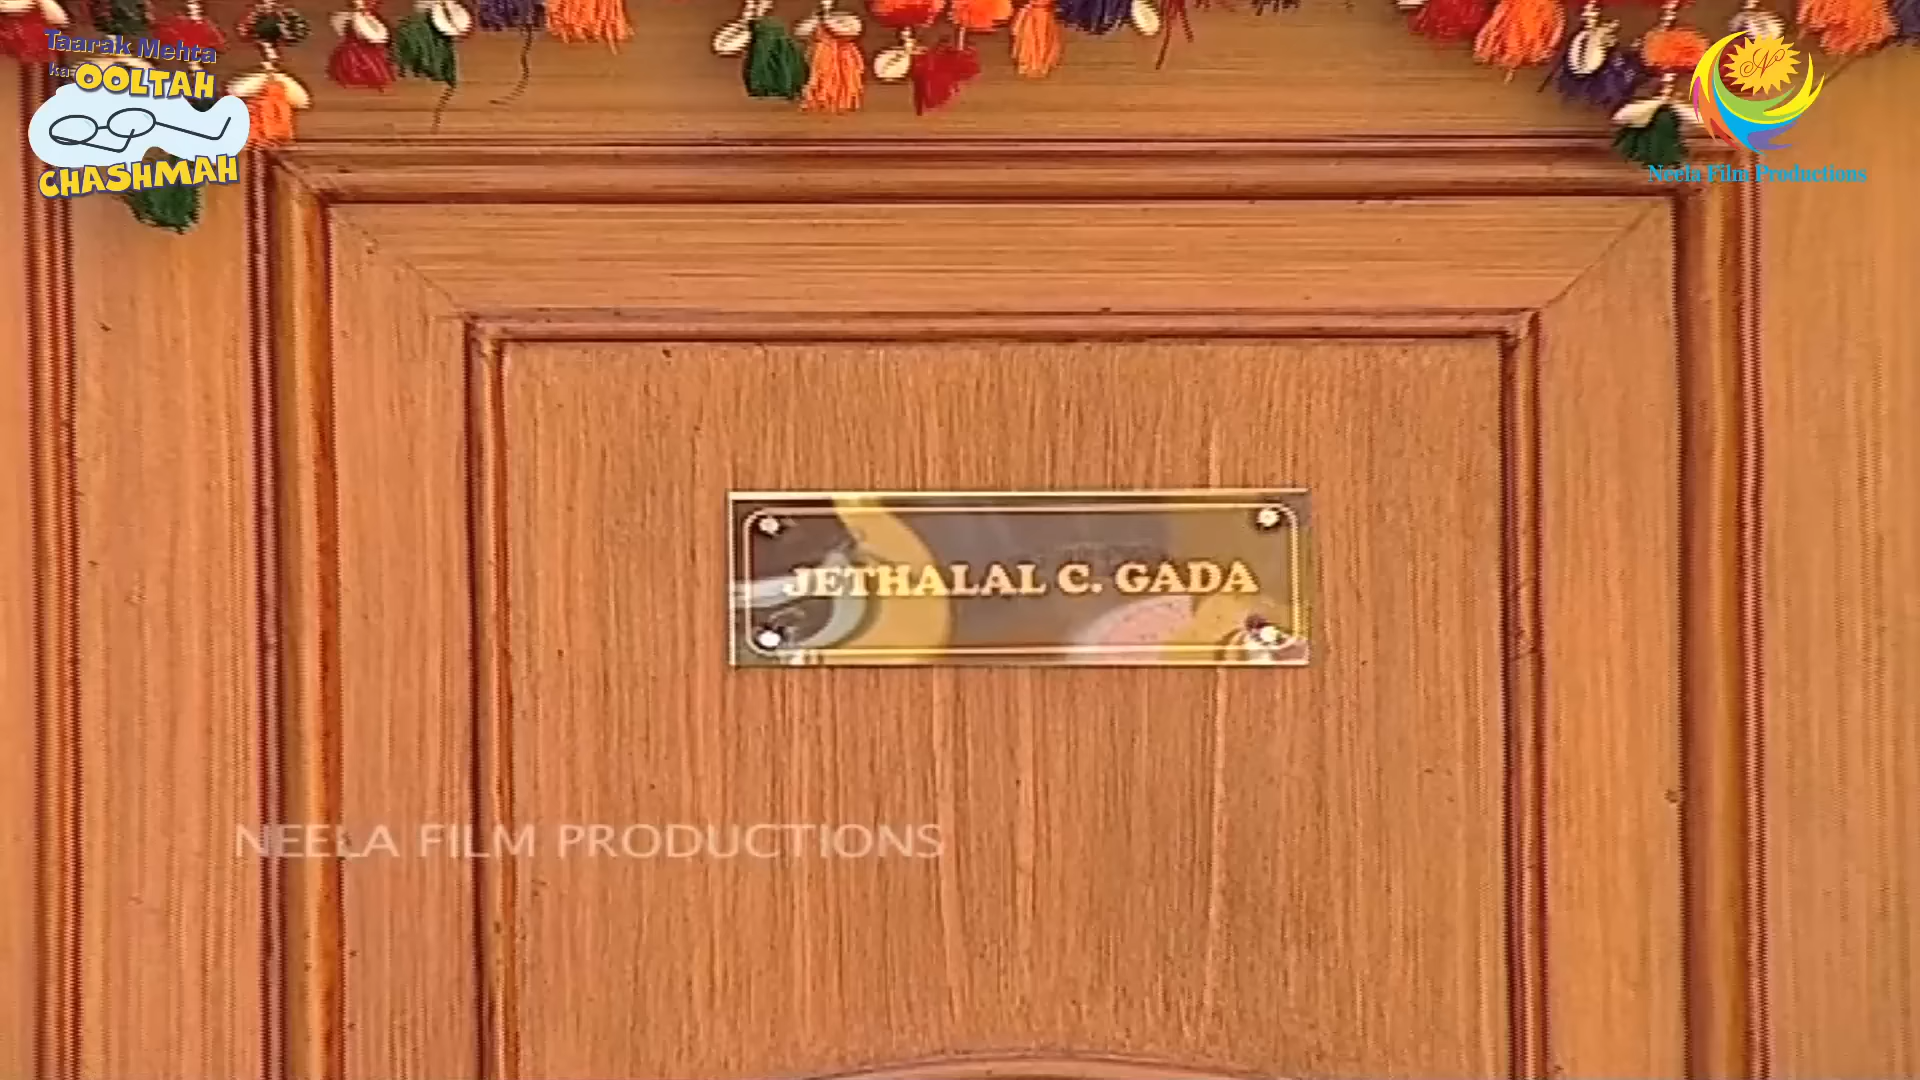 Taarak Mehta
ka OOLTAH
CHASHMAH
Neela Film Productions
JETHALAL C. GADA
NEELA FILM PRODUCTIONS